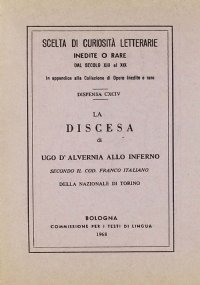 SCELTA DI CURIOSITÀ LETTERARIE
INEDITE O RARE
DAL SECOLO XIII AL XIX
In appendice alla Collezione di Opere inedite o rare
DISPENSA CXCIV
LA
DISCESA
di
UGO D' ALVERNIA ALLO INFERNO
SECONDO IL COD. FRANCO ITALIANO
DELLA NAZIONALE DI TORINO
BOLOGNA
COMMISSIONE PER I TESTI DI LINGUA
1968